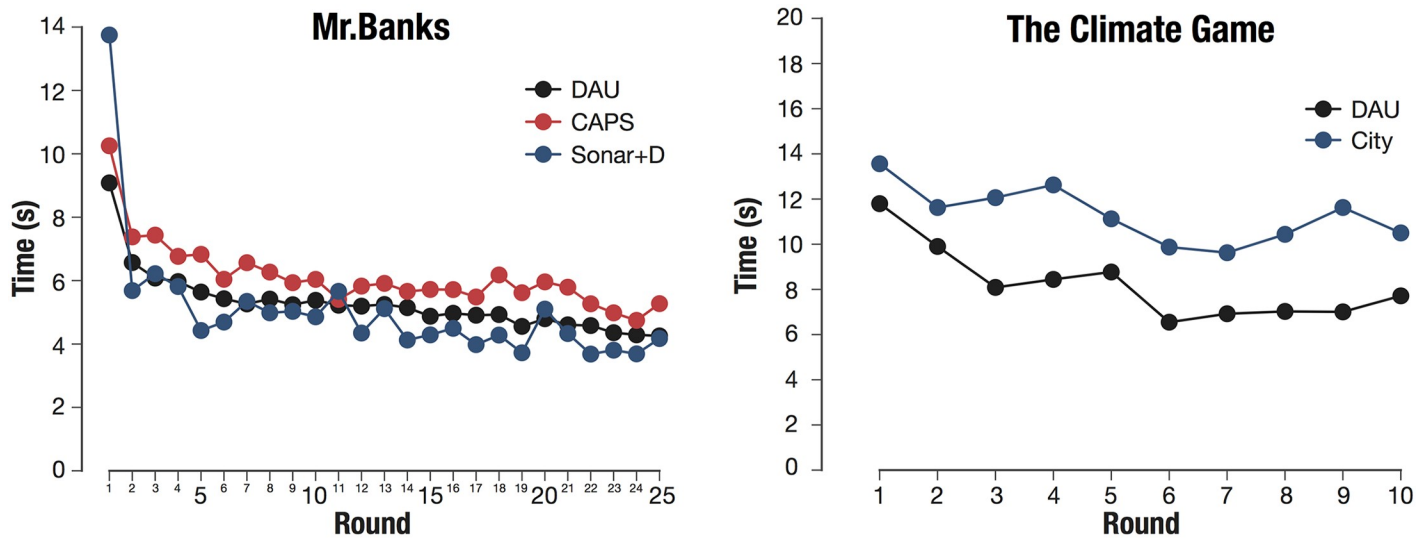 Mr.Banks
14
12
10
8
6
4
2
0
Time (s)
DAU
CAPS
Sonar+D
1 2 3 4 5 6 7 8 9 10 11 12 13 14 15 16 17 18 19 20 21 22 23 24 25
Round
The Climate Game
20
18
16
14
12
10
8
6
4
2
0
Time (s)
DAU
City
1 2 3 4 5 6 7 8 9 10
Round